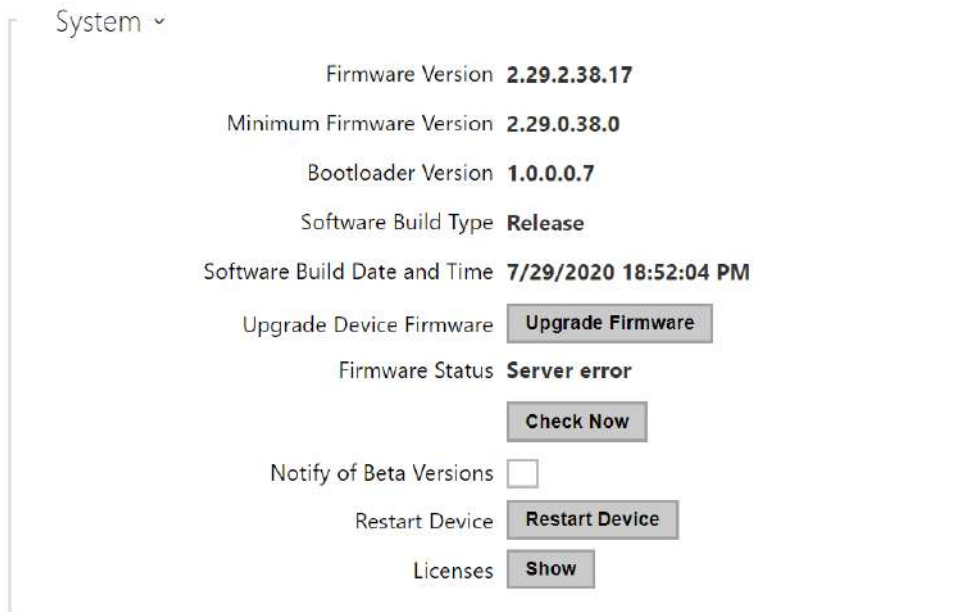 System
Firmware Version 2.29.2.38.17
Minimum Firmware Version 2.29.0.38.0
Bootloader Version 1.0.0.0.7
Software Build Type Release
Software Build Date and Time 7/29/2020 18:52:04 PM
Upgrade Device Firmware Upgrade Firmware
Firmware Status Server error
Check Now
Notify of Beta Versions
Restart Device Restart Device
Licenses Show